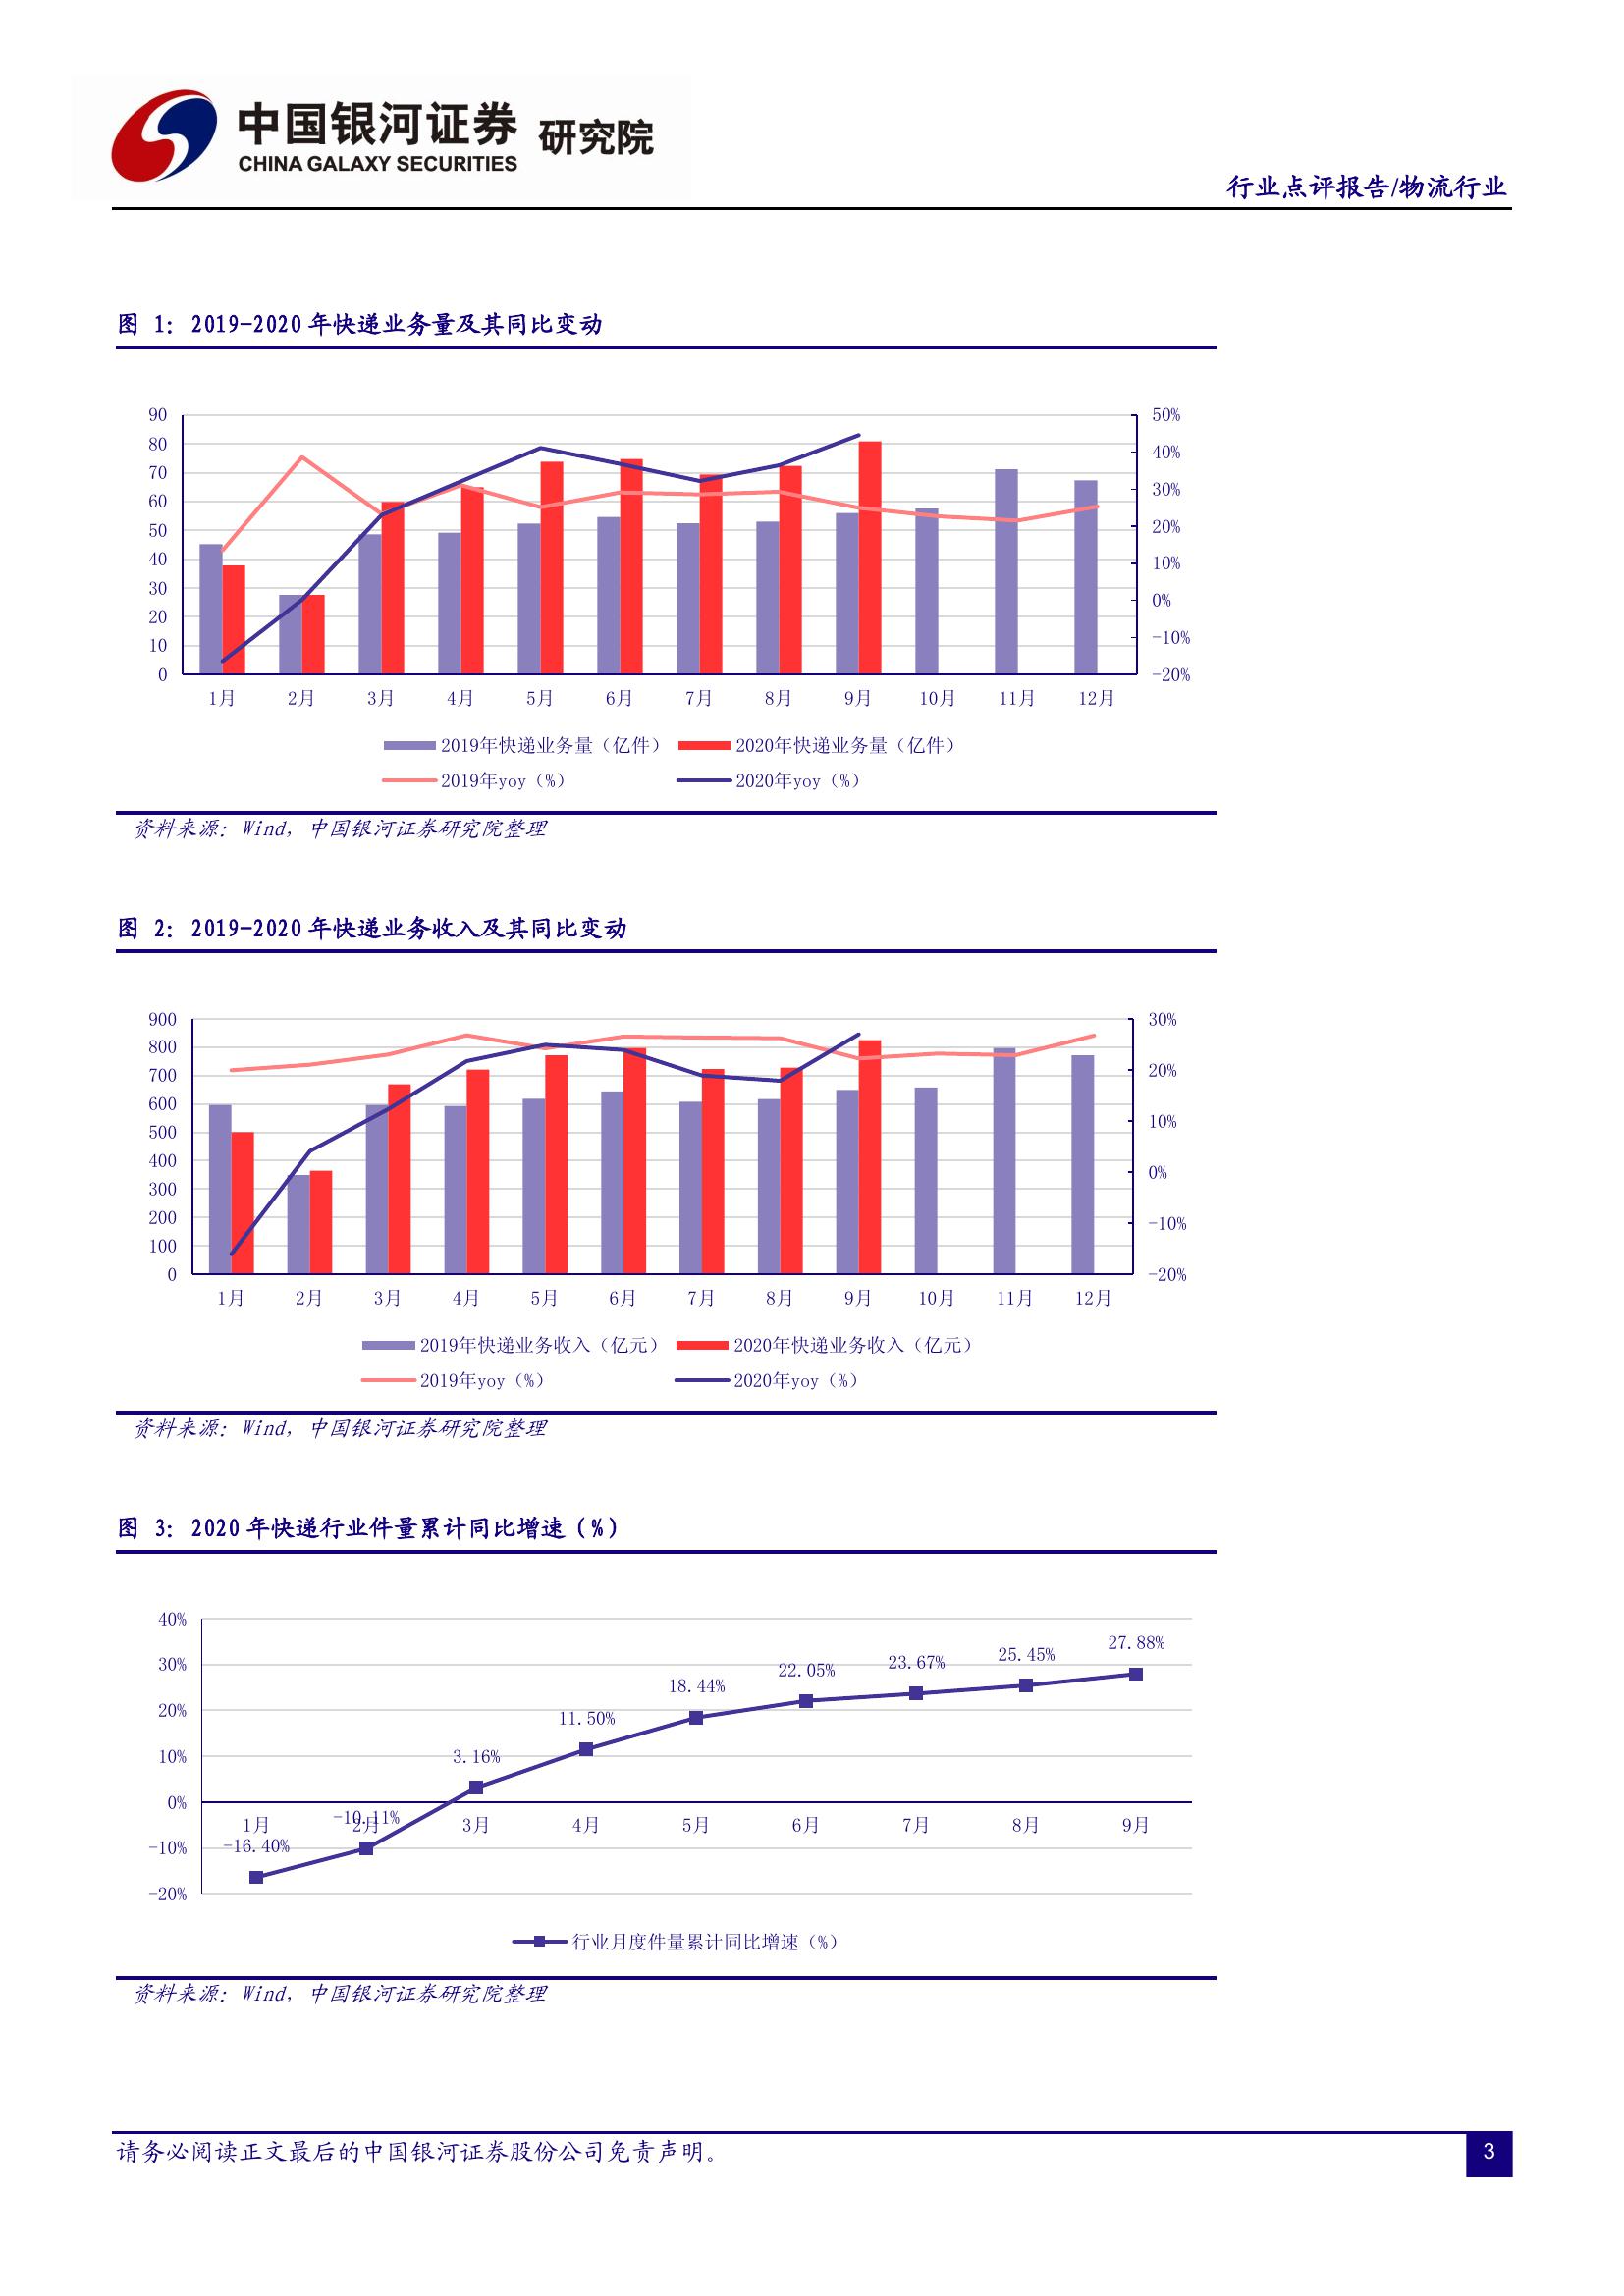 中国银河证券 研究院
CHINA GALAXY SECURITIES
行业点评报告/物流行业
图 1: 2019-2020 年快递业务量及其同比变动
90
80
70
60
50
40
30
20
10
0
50%
40%
30%
20%
10%
0%
-10%
-20%
1月 2月 3月 4月 5月 6月 7月 8月 9月 10月 11月 12月
2019年快递业务量（亿件） 2020年快递业务量（亿件）
2019年yoy（%） 2020年yoy（%）
资料来源: Wind, 中国银河证券研究院整理
图 2: 2019-2020 年快递业务收入及其同比变动
900
800
700
600
500
400
300
200
100
0
30%
20%
10%
0%
-10%
-20%
1月 2月 3月 4月 5月 6月 7月 8月 9月 10月 11月 12月
2019年快递业务收入（亿元） 2020年快递业务收入（亿元）
2019年yoy（%） 2020年yoy（%）
资料来源: Wind, 中国银河证券研究院整理
图 3: 2020 年快递行业件量累计同比增速（%）
40%
30%
20%
10%
0%
-10%
-20%
-16.40% -10.11% 3.16% 11.50% 18.44% 22.05% 23.67% 25.45% 27.88%
1月 2月 3月 4月 5月 6月 7月 8月 9月
行业月度件量累计同比增速（%）
资料来源: Wind, 中国银河证券研究院整理
请务必阅读正文最后的中国银河证券股份公司免责声明。
3